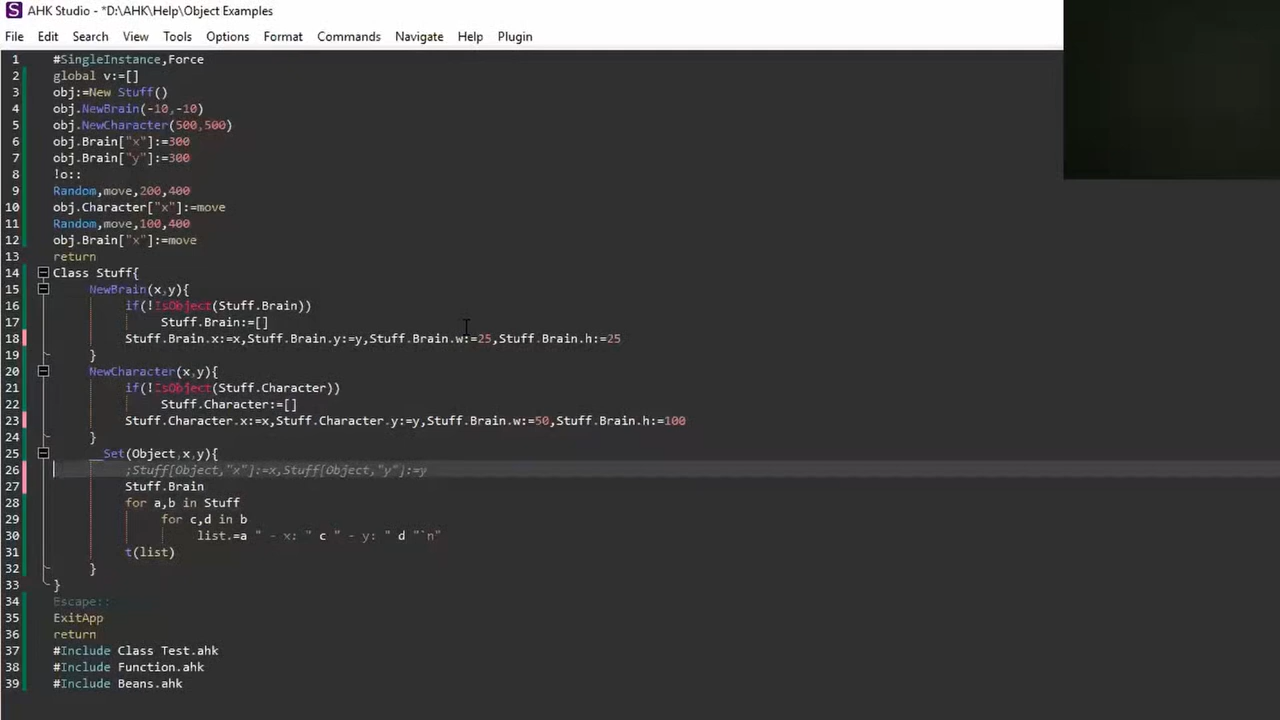 AHK Studio - *D:\AHK\Help\Object Examples
File Edit Search View Tools Options Format Commands Navigate Help Plugin
1 #SingleInstance,Force
2 global v:=[]
3 obj:=New Stuff()
4 obj.NewBrain(-10,-10)
5 obj.NewCharacter(500,500)
6 obj.Brain["x"]:=300
7 obj.Brain["y"]:=300
8 !o::
9 Random,move,200,400
10 obj.Character["x"]:=move
11 Random,move,100,400
12 obj.Brain["x"]:=move
13 return
14 Class Stuff{
15 NewBrain(x,y){
16 if(!IsObject(Stuff.Brain))
17 Stuff.Brain:=[]
18 Stuff.Brain.x:=x,Stuff.Brain.y:=y,Stuff.Brain.w:=25,Stuff.Brain.h:=25
19 }
20 NewCharacter(x,y){
21 if(!IsObject(Stuff.Character))
22 Stuff.Character:=[]
23 Stuff.Character.x:=x,Stuff.Character.y:=y,Stuff.Brain.w:=50,Stuff.Brain.h:=100
24 }
25 __Set(Object,x,y){
26 ;Stuff[Object,"x"]:=x,Stuff[Object,"y"]:=y
27 Stuff.Brain
28 for a,b in Stuff
29 for c,d in b
30 list.=a " - x: " c " - y: " d "`n"
31 t(list)
32 }
33 }
34 Escape::
35 ExitApp
36 return
37 #Include Class Test.ahk
38 #Include Function.ahk
39 #Include Beans.ahk